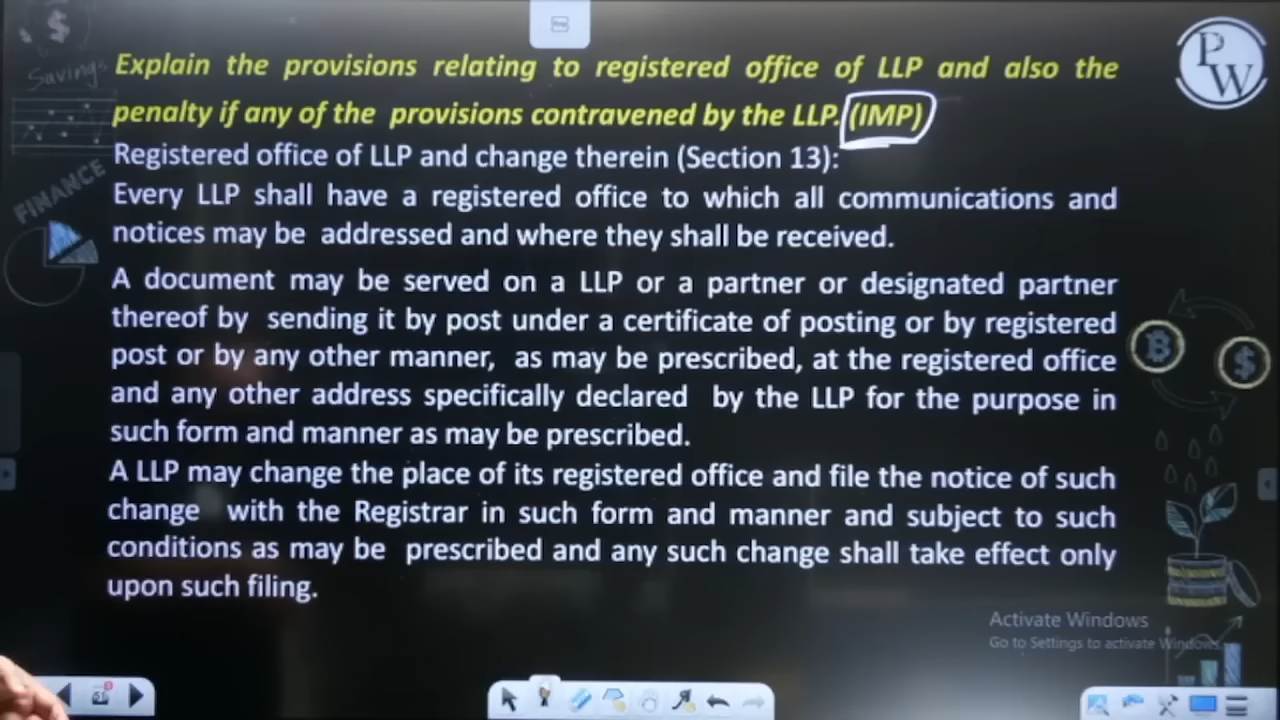 Explain the provisions relating to registered office of LLP and also the
penalty if any of the provisions contravened by the LLP. (IMP)
Registered office of LLP and change therein (Section 13):
Every LLP shall have a registered office to which all communications and
notices may be addressed and where they shall be received.
A document may be served on a LLP or a partner or designated partner
thereof by sending it by post under a certificate of posting or by registered
post or by any other manner, as may be prescribed, at the registered office
and any other address specifically declared by the LLP for the purpose in
such form and manner as may be prescribed.
A LLP may change the place of its registered office and file the notice of such
change with the Registrar in such form and manner and subject to such
conditions as may be prescribed and any such change shall take effect only
upon such filing.
Savings
FINANCE
PW
Activate Windows
Go to Settings to activate Windows.